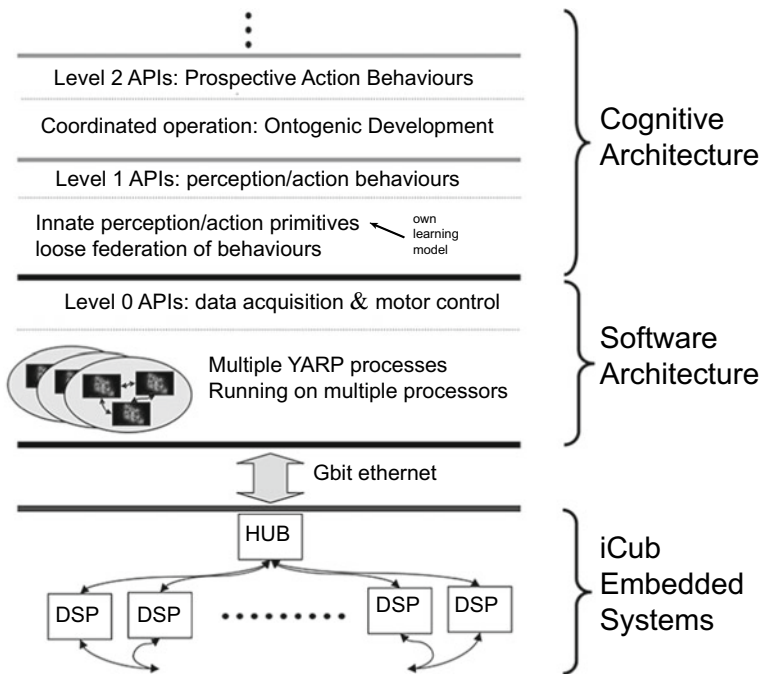 Level 2 APIs: Prospective Action Behaviours
Coordinated operation: Ontogenic Development
Level 1 APIs: perception/action behaviours
Innate perception/action primitives
loose federation of behaviours
own
learning
model
Cognitive
Architecture
Level 0 APIs: data acquisition & motor control
Multiple YARP processes
Running on multiple processors
Software
Architecture
Gbit ethernet
HUB
DSP
DSP
DSP
DSP
iCub
Embedded
Systems